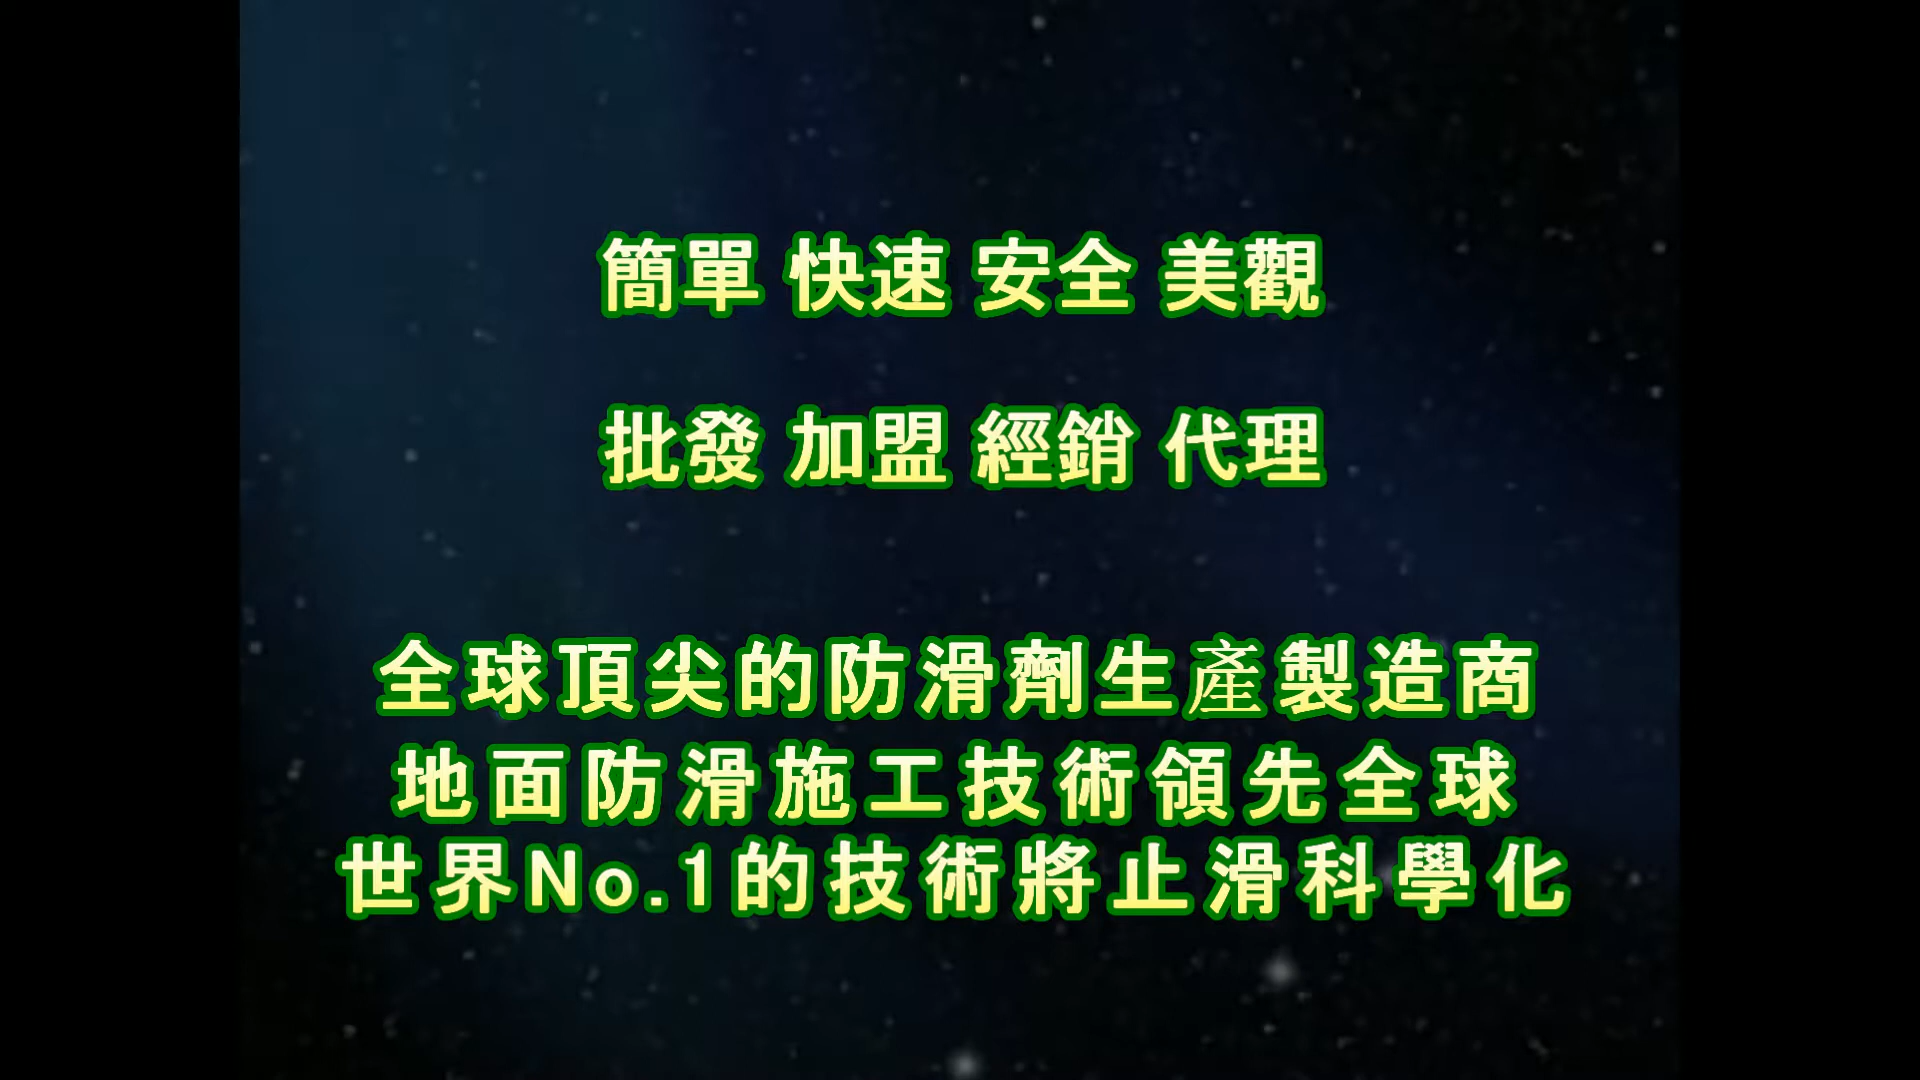 簡單 快速 安全 美觀
批發 加盟 經銷 代理
全球頂尖的防滑劑生產製造商
地面防滑施工技術領先全球
世界No.1的技術將止滑科學化